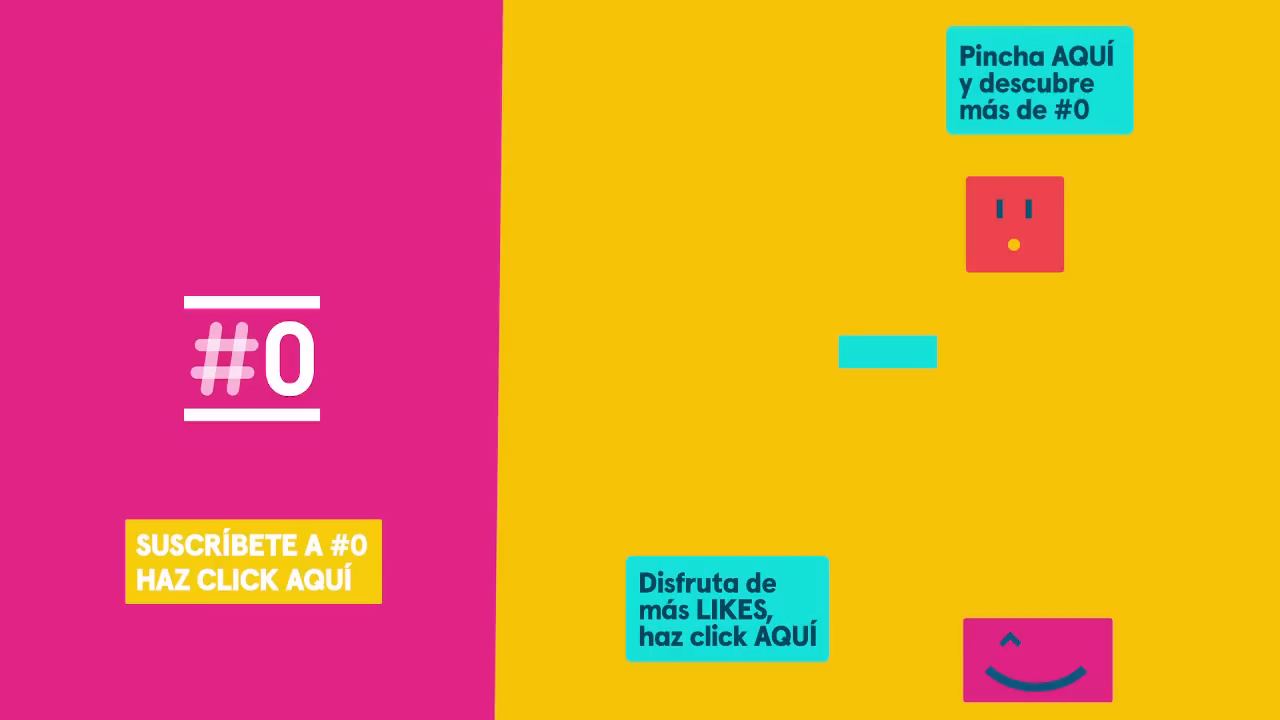 #0
SUSCRÍBETE A #0
HAZ CLICK AQUÍ
Pincha AQUÍ
y descubre
más de #0
Disfruta de
más LIKES,
haz click AQUÍ